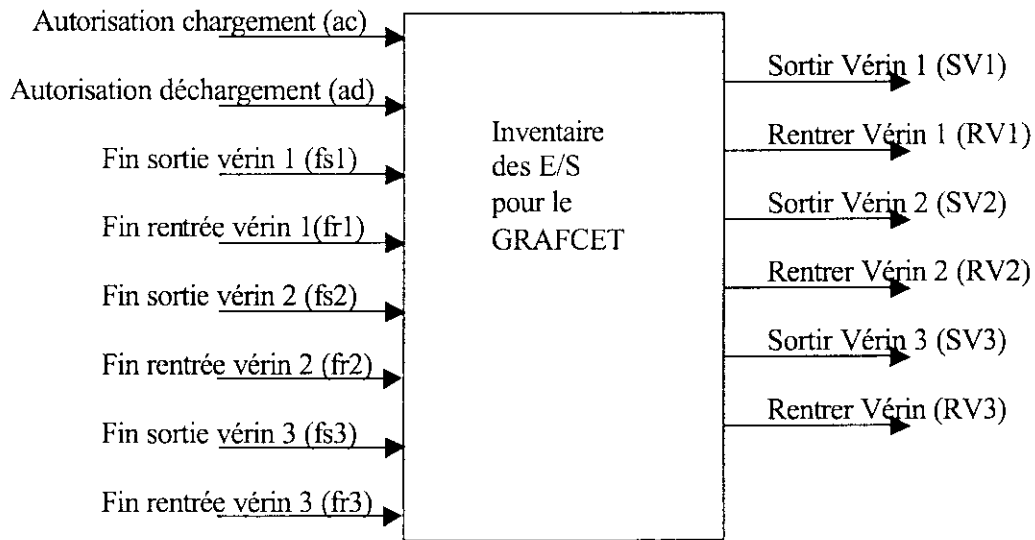 Autorisation chargement (ac)
Autorisation déchargement (ad)
Fin sortie vérin 1 (fs1)
Fin rentrée vérin 1(fr1)
Fin sortie vérin 2 (fs2)
Fin rentrée vérin 2 (fr2)
Fin sortie vérin 3 (fs3)
Fin rentrée vérin 3 (fr3)
Inventaire
des E/S
pour le
GRAFCET
Sortir Vérin 1 (SV1)
Rentrer Vérin 1 (RV1)
Sortir Vérin 2 (SV2)
Rentrer Vérin 2 (RV2)
Sortir Vérin 3 (SV3)
Rentrer Vérin (RV3)